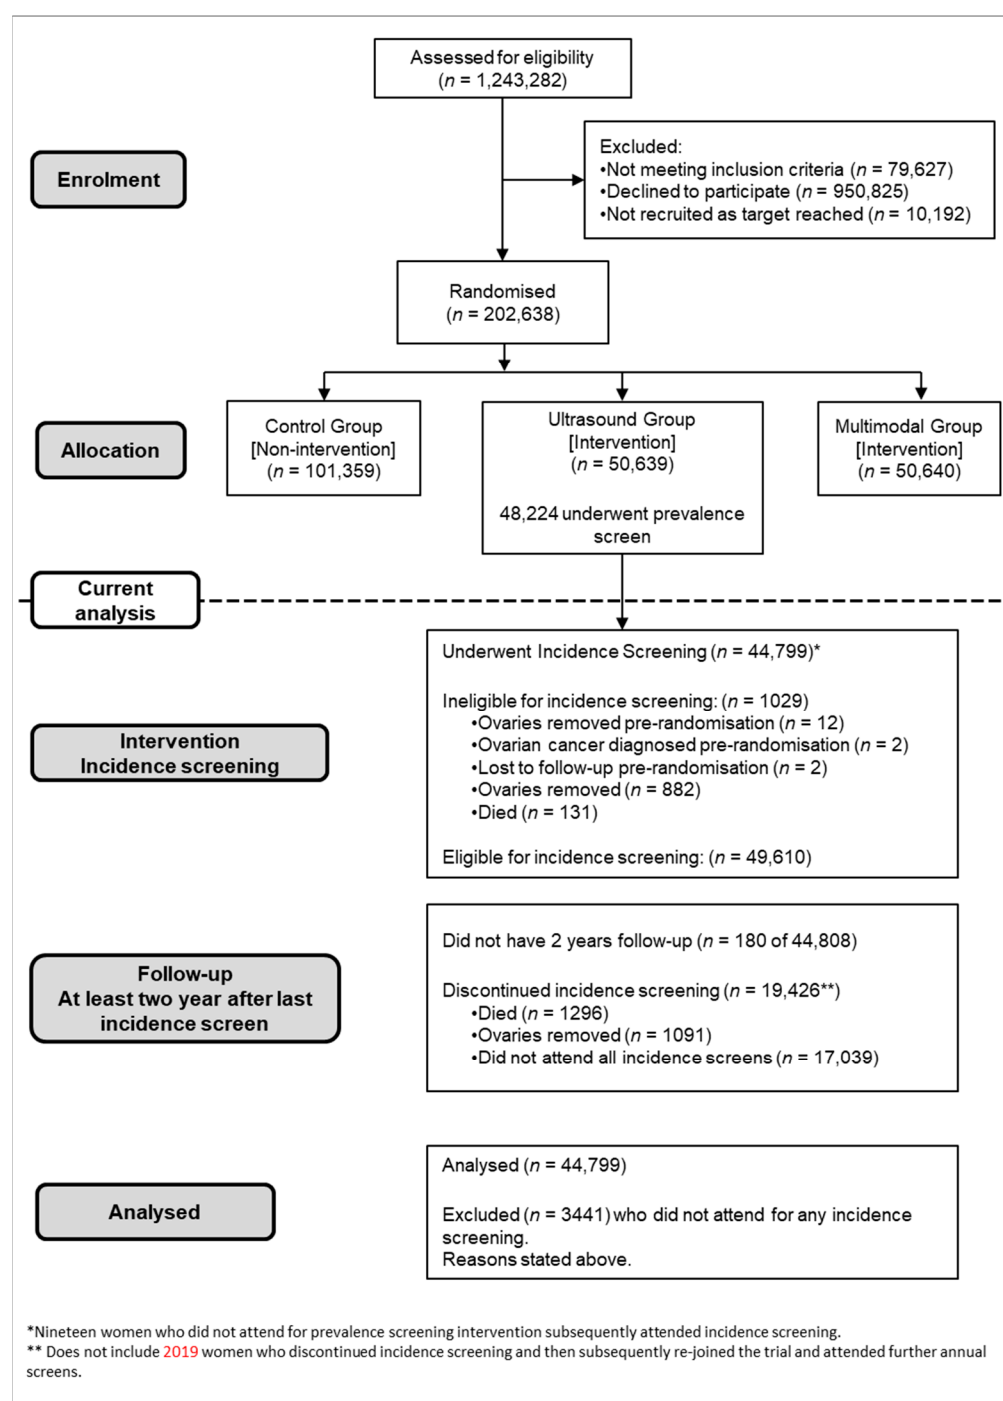 Assessed for eligibility
(n = 1,243,282)
Enrolment
Excluded:
•Not meeting inclusion criteria (n = 79,627)
•Declined to participate (n = 950,825)
•Not recruited as target reached (n = 10,192)
Randomised
(n = 202,638)
Allocation
Control Group
[Non-intervention]
(n = 101,359)
Ultrasound Group
[Intervention]
(n = 50,639)
48,224 underwent prevalence
screen
Multimodal Group
[Intervention]
(n = 50,640)
Current
analysis
Intervention
Incidence screening
Underwent Incidence Screening (n = 44,799)*
Ineligible for incidence screening: (n = 1029)
•Ovaries removed pre-randomisation (n = 12)
•Ovarian cancer diagnosed pre-randomisation (n = 2)
•Lost to follow-up pre-randomisation (n = 2)
•Ovaries removed (n = 882)
•Died (n = 131)
Eligible for incidence screening: (n = 49,610)
Follow-up
At least two year after last
incidence screen
Did not have 2 years follow-up (n = 180 of 44,808)
Discontinued incidence screening (n = 19,426**)
•Died (n = 1296)
•Ovaries removed (n = 1091)
•Did not attend all incidence screens (n = 17,039)
Analysed
Analysed (n = 44,799)
Excluded (n = 3441) who did not attend for any incidence
screening.
Reasons stated above.
*Nineteen women who did not attend for prevalence screening intervention subsequently attended incidence screening.
** Does not include 2019 women who discontinued incidence screening and then subsequently re-joined the trial and attended further annual
screens.